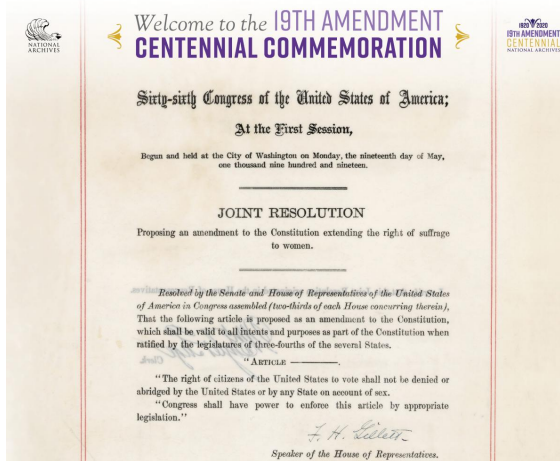 NATIONAL
ARCHIVES
Welcome to the 19TH AMENDMENT
CENTENNIAL COMMEMORATION
1920 2020
19TH AMENDMENT
CENTENNIAL
NATIONAL ARCHIVES
Sixty-sixth Congress of the United States of America;
At the First Session,
Begun and held at the City of Washington on Monday, the nineteenth day of May,
one thousand nine hundred and nineteen.
JOINT RESOLUTION
Proposing an amendment to the Constitution extending the right of suffrage
to women.
Resolved by the Senate and House of Representatives of the United States
of America in Congress assembled (two-thirds of each House concurring therein),
That the following article is proposed as an amendment to the Constitution,
which shall be valid to all intents and purposes as part of the Constitution when
ratified by the legislatures of three-fourths of the several States.
"ARTICLE ————.
"The right of citizens of the United States to vote shall not be denied or
abridged by the United States or by any State on account of sex.
"Congress shall have power to enforce this article by appropriate
legislation."
F. H. Gillett
Speaker of the House of Representatives.